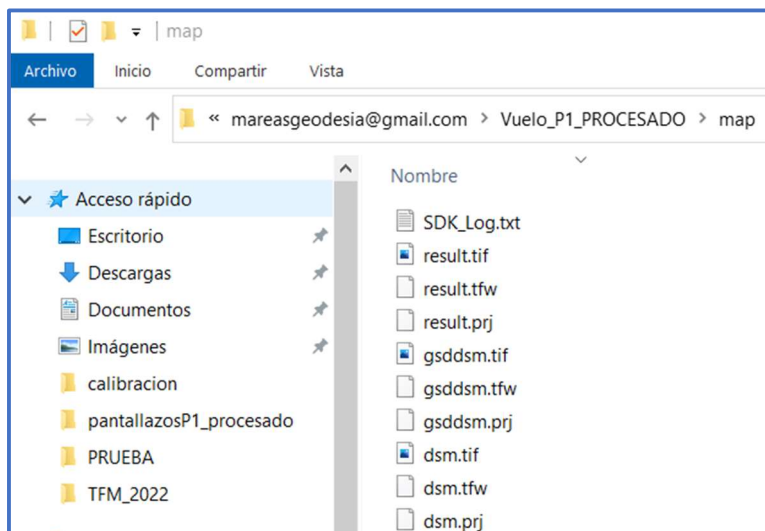 map
Archivo Inicio Compartir Vista
« mareasgeodesia@gmail.com > Vuelo_P1_PROCESADO > map
Acceso rápido
Escritorio
Descargas
Documentos
Imágenes
calibracion
pantallazosP1_procesado
PRUEBA
TFM_2022
Nombre
SDK_Log.txt
result.tif
result.tfw
result.prj
gsddsm.tif
gsddsm.tfw
gsddsm.prj
dsm.tif
dsm.tfw
dsm.prj